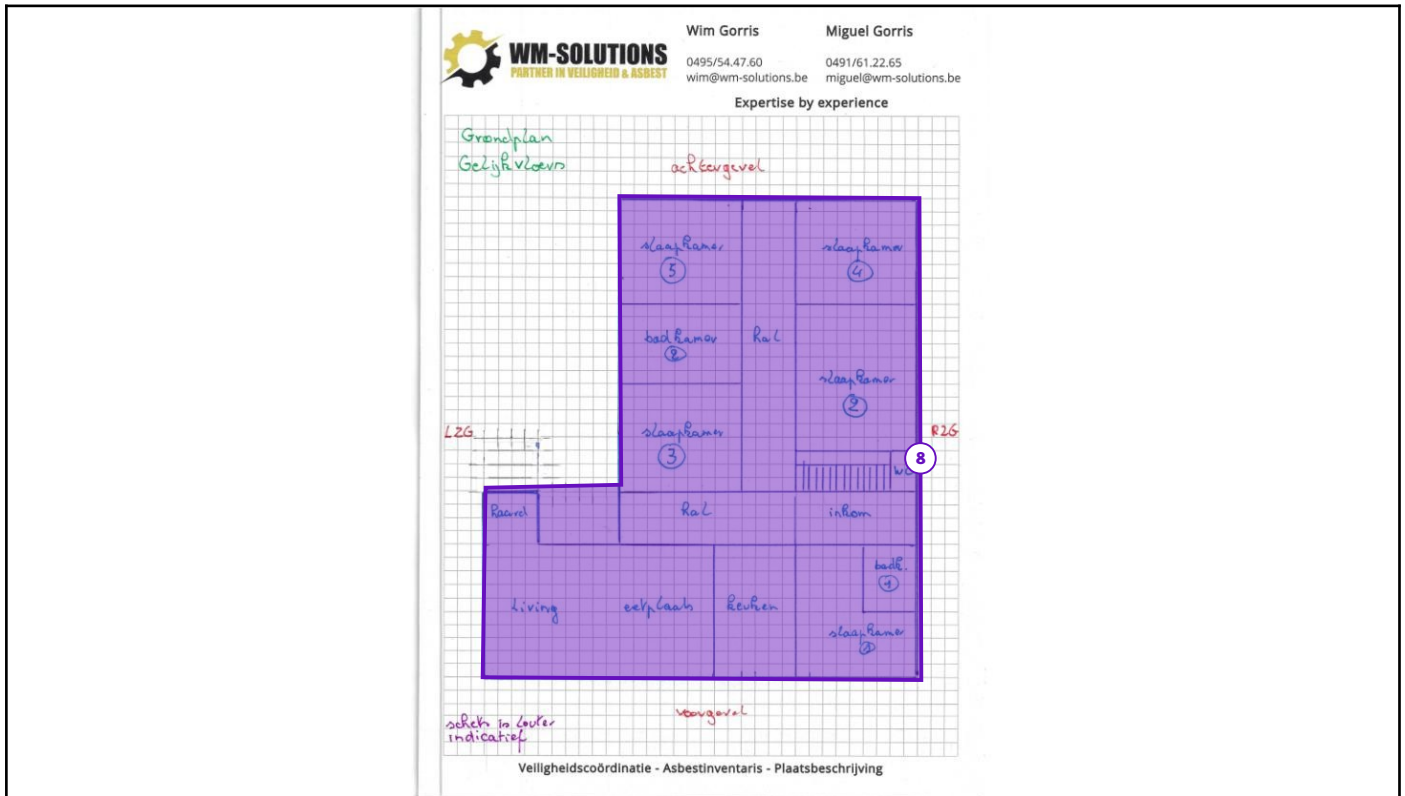 Wim Gorris
Miguel Gorris
WM-SOLUTIONS
PARTNER IN VEILIGHEID & ASBEST
0495/54.47.60
0491/61.22.65
wim@wm-solutions.be
miguel@wm-solutions.be
Expertise by experience
Grondplan
Gelijkvloers
achtergevel
slaapkamer
5
slaapkamer
4
badkamer
2
hal
slaapkamer
2
LZG
RZG
slaapkamer
3
8
WC
haard
hal
inkom
badk.
1
Living
eetplaats
keuken
slaapkamer
1
voorgevel
schets is louter
indicatief
Veiligheidscoördinatie - Asbestinventaris - Plaatsbeschrijving